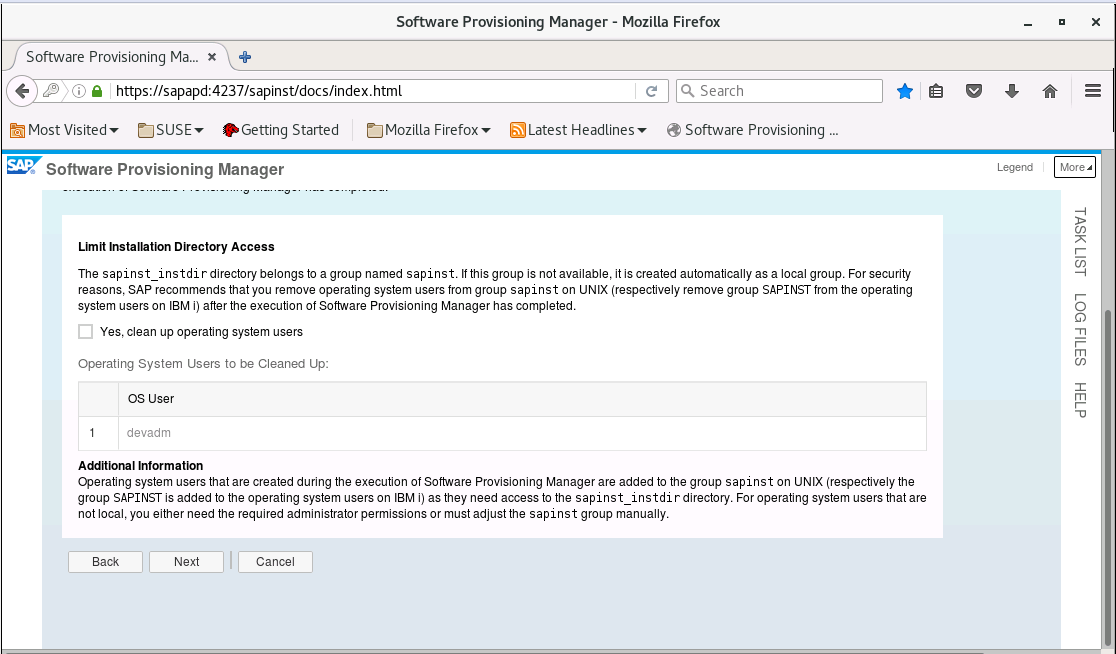 Software Provisioning Manager - Mozilla Firefox
Software Provisioning Ma...
https://sapapd:4237/sapinst/docs/index.html
Search
Most Visited
SUSE
Getting Started
Mozilla Firefox
Latest Headlines
Software Provisioning ...
SAP
Software Provisioning Manager
Legend
More
execution of Software Provisioning Manager has completed.
Limit Installation Directory Access
The sapinst_instdir directory belongs to a group named sapinst. If this group is not available, it is created automatically as a local group. For security
reasons, SAP recommends that you remove operating system users from group sapinst on UNIX (respectively remove group SAPINST from the operating
system users on IBM i) after the execution of Software Provisioning Manager has completed.
Yes, clean up operating system users
Operating System Users to be Cleaned Up:
OS User
1 devadm
Additional Information
Operating system users that are created during the execution of Software Provisioning Manager are added to the group sapinst on UNIX (respectively the
group SAPINST is added to the operating system users on IBM i) as they need access to the sapinst_instdir directory. For operating system users that are
not local, you either need the required administrator permissions or must adjust the sapinst group manually.
Back
Next
Cancel
TASK LIST
LOG FILES
HELP